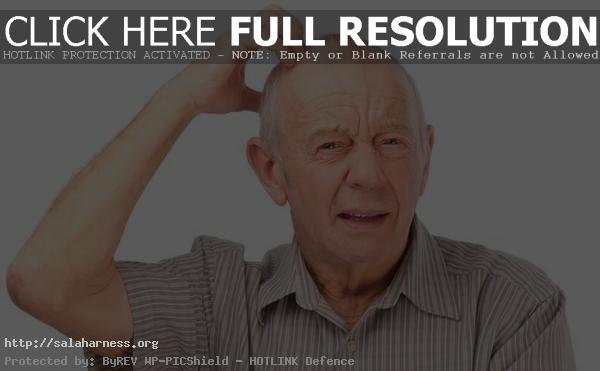 CLICK HERE FULL RESOLUTION
HOTLINK PROTECTION ACTIVATED - NOTE: Empty or Blank Referrals are not Allowed
http://salaharness.org
Protected by: ByREV WP-PICShield - HOTLINK Defence